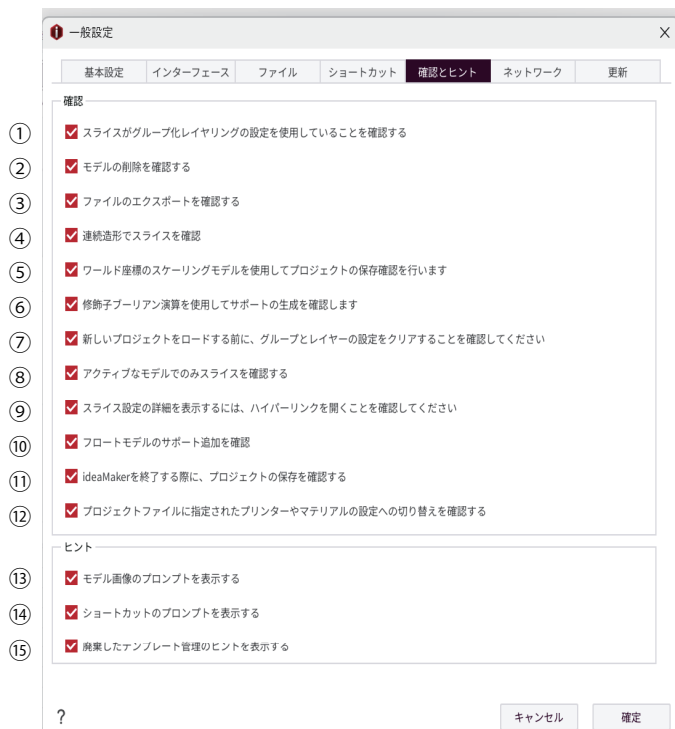 一般設定
基本設定 インターフェース ファイル ショートカット 確認とヒント ネットワーク 更新
確認
① スライスがグループ化レイヤリングの設定を使用していることを確認する
② モデルの削除を確認する
③ ファイルのエクスポートを確認する
④ 連続造形でスライスを確認
⑤ ワールド座標のスケーリングモデルを使用してプロジェクトの保存確認を行います
⑥ 修飾子ブーリアン演算を使用してサポートの生成を確認します
⑦ 新しいプロジェクトをロードする前に、グループとレイヤーの設定をクリアすることを確認してください
⑧ アクティブなモデルでのみスライスを確認する
⑨ スライス設定の詳細を表示するには、ハイパーリンクを開くことを確認してください
⑩ フロートモデルのサポート追加を確認
⑪ ideaMakerを終了する際に、プロジェクトの保存を確認する
⑫ プロジェクトファイルに指定されたプリンターやマテリアルの設定への切り替えを確認する
ヒント
⑬ モデル画像のプロンプトを表示する
⑭ ショートカットのプロンプトを表示する
⑮ 廃棄したテンプレート管理のヒントを表示する
? キャンセル 確定